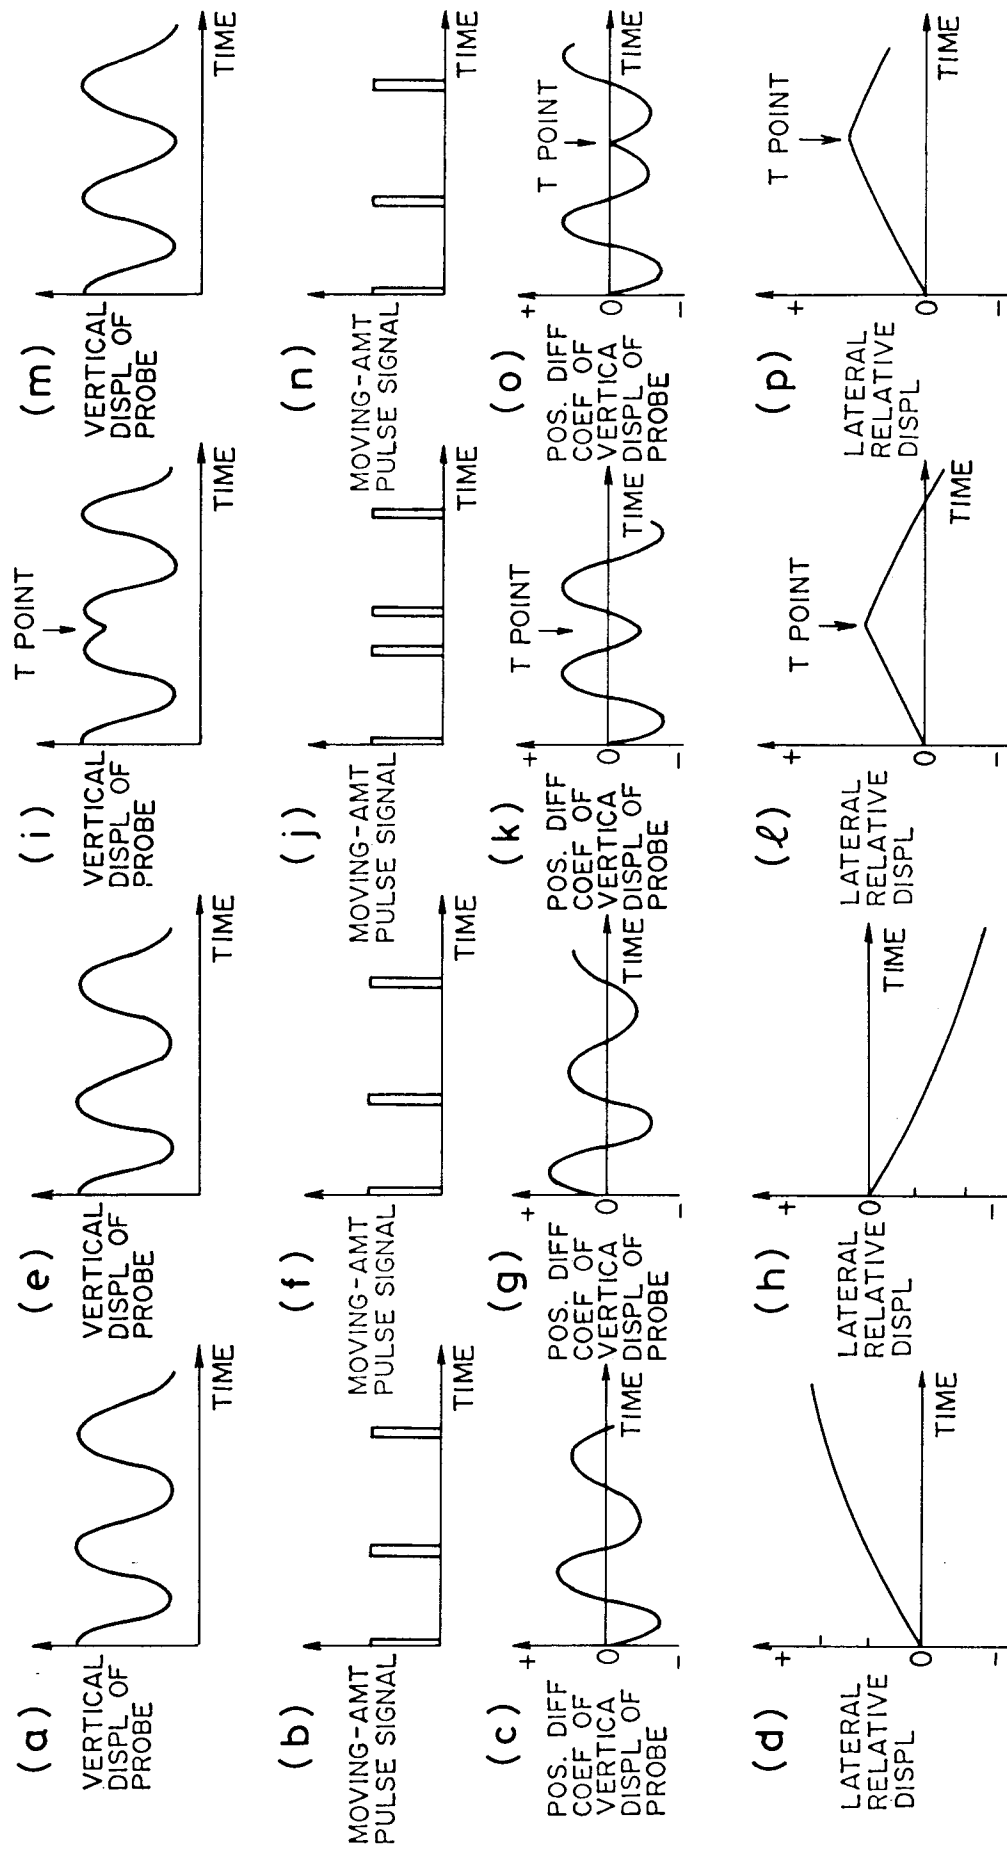 (a)
VERTICAL
DISPL OF
PROBE
TIME
(b)
MOVING-AMT
PULSE SIGNAL
TIME
(c)
POS. DIFF
COEF OF
VERTICA
DISPL OF
PROBE
+
0
−
TIME
(d)
LATERAL
RELATIVE
DISPL
+
0
−
TIME
(e)
VERTICAL
DISPL OF
PROBE
TIME
(f)
MOVING-AMT
PULSE SIGNAL
TIME
(g)
POS. DIFF
COEF OF
VERTICA
DISPL OF
PROBE
+
0
−
TIME
(h)
LATERAL
RELATIVE
DISPL
+
0
−
TIME
(i)
VERTICAL
DISPL OF
PROBE
T POINT
TIME
(j)
MOVING-AMT
PULSE SIGNAL
TIME
(k)
POS. DIFF
COEF OF
VERTICA
DISPL OF
PROBE
+
0
−
T POINT
TIME
(ℓ)
LATERAL
RELATIVE
DISPL
+
0
−
T POINT
TIME
(m)
VERTICAL
DISPL OF
PROBE
TIME
(n)
MOVING-AMT
PULSE SIGNAL
TIME
(o)
POS. DIFF
COEF OF
VERTICA
DISPL OF
PROBE
+
0
−
T POINT
TIME
(p)
LATERAL
RELATIVE
DISPL
+
0
−
T POINT
TIME